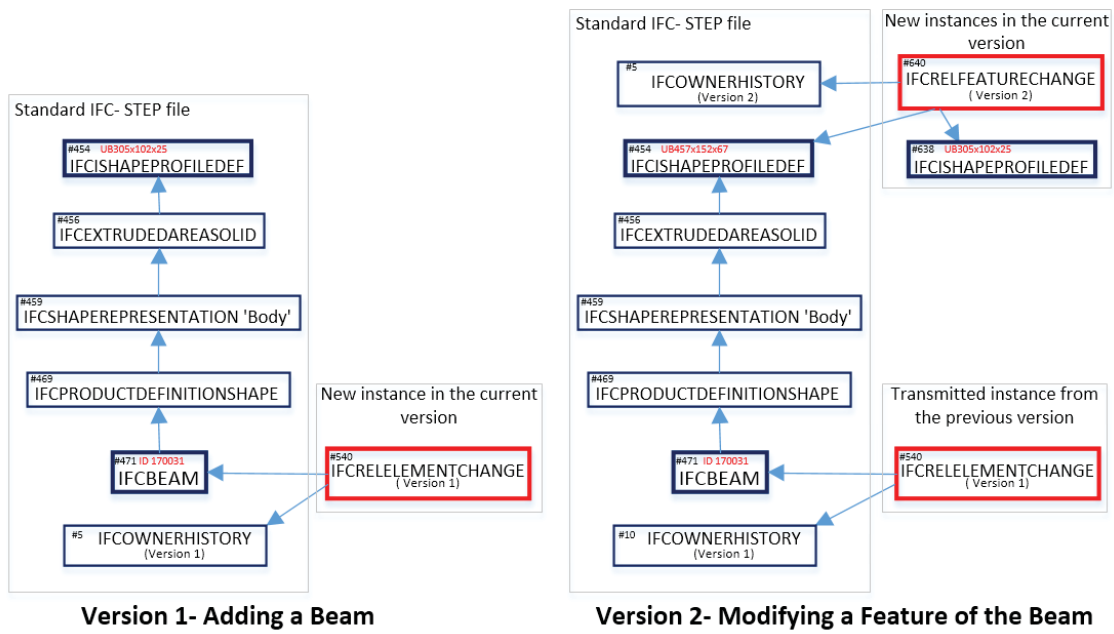 Standard IFC- STEP file
#454 UB305x102x25
IFCISHAPEPROFILEDEF
#456
IFCEXTRUDEDAREASOLID
#459
IFCSHAPEREPRESENTATION 'Body'
#469
IFCPRODUCTDEFINITIONSHAPE
#471 ID 170031
IFCBEAM
#5 IFCOWNERHISTORY
(Version 1)
New instance in the current
version
#540
IFCRELELEMENTCHANGE
( Version 1)
Version 1- Adding a Beam
Standard IFC- STEP file
#5
IFCOWNERHISTORY
(Version 2)
#454 UB457x152x67
IFCISHAPEPROFILEDEF
#456
IFCEXTRUDEDAREASOLID
#459
IFCSHAPEREPRESENTATION 'Body'
#469
IFCPRODUCTDEFINITIONSHAPE
#471 ID 170031
IFCBEAM
#10 IFCOWNERHISTORY
(Version 1)
New instances in the current
version
#640
IFCRELFEATURECHANGE
( Version 2)
#638 UB305x102x25
IFCISHAPEPROFILEDEF
Transmitted instance from
the previous version
#540
IFCRELELEMENTCHANGE
( Version 1)
Version 2- Modifying a Feature of the Beam